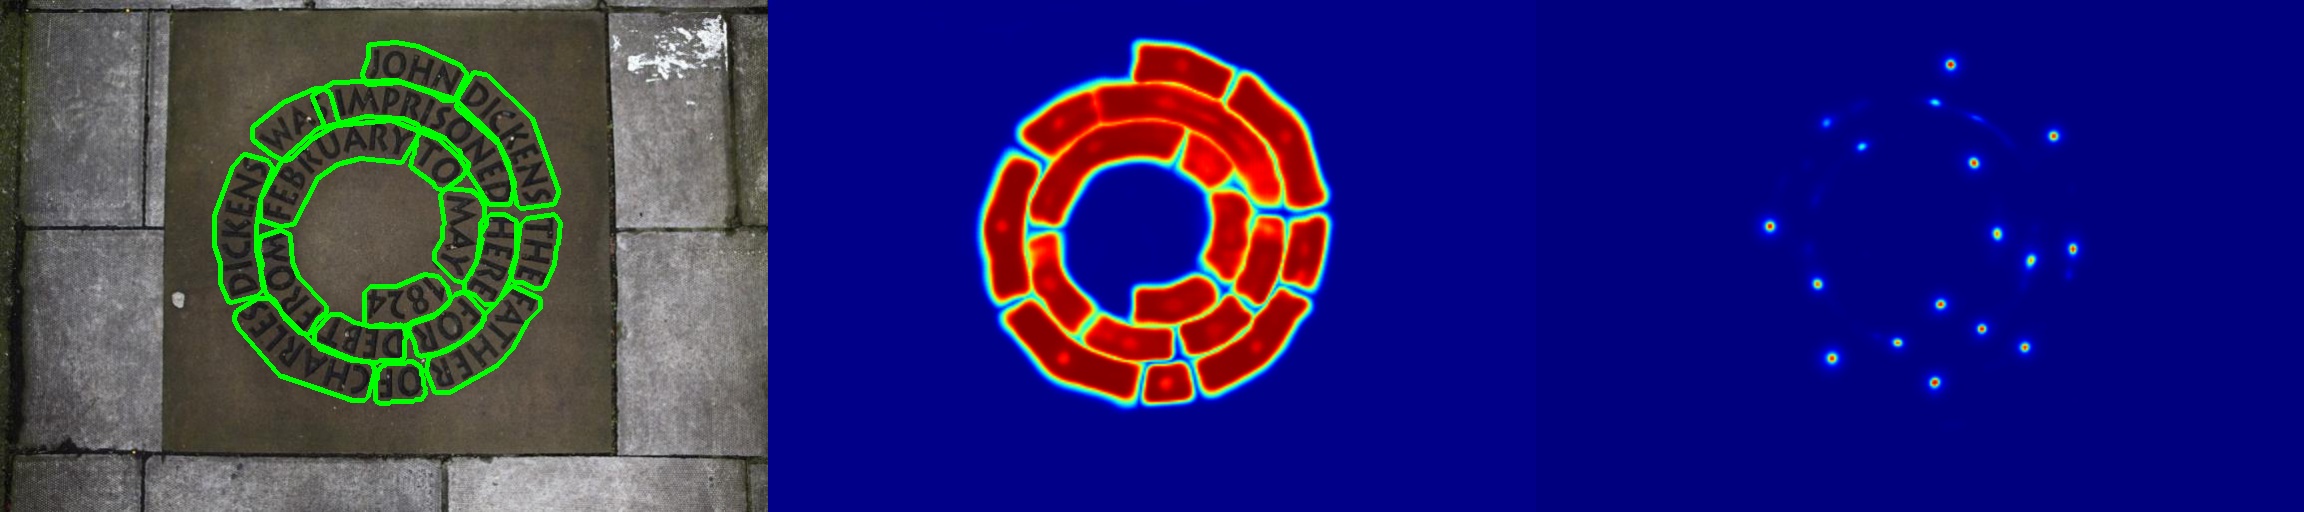 JOHN DICKENS THE FATHER OF CHARLES DICKENS WAS IMPRISONED HERE FOR DEBT FROM FEBRUARY TO MAY 1824